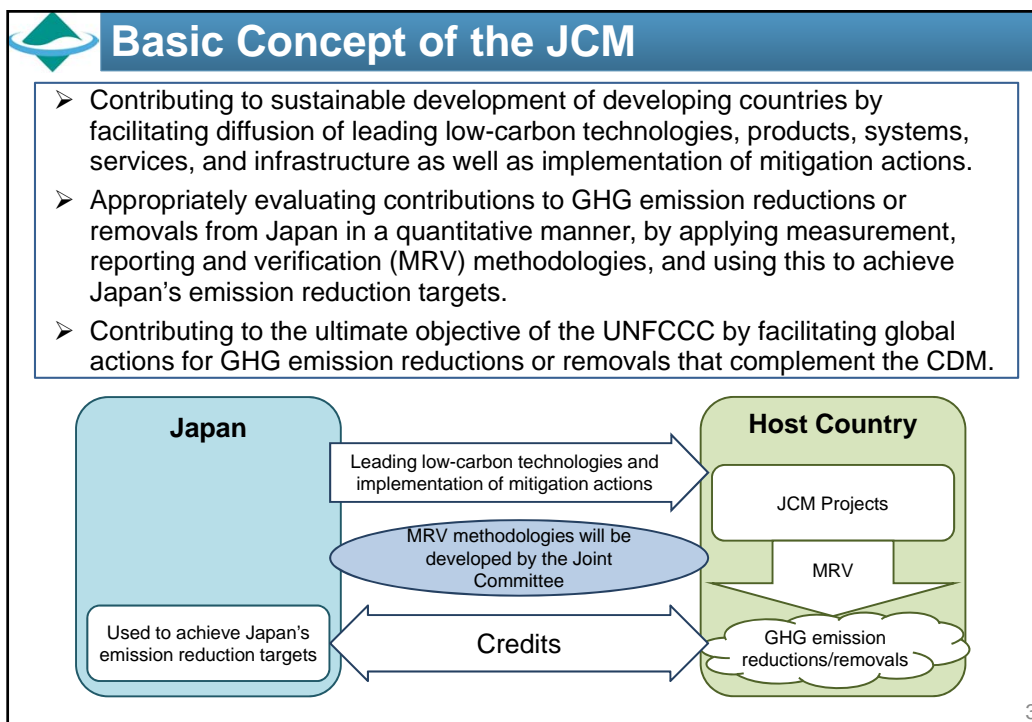 Basic Concept of the JCM
➢ Contributing to sustainable development of developing countries by
facilitating diffusion of leading low-carbon technologies, products, systems,
services, and infrastructure as well as implementation of mitigation actions.
➢ Appropriately evaluating contributions to GHG emission reductions or
removals from Japan in a quantitative manner, by applying measurement,
reporting and verification (MRV) methodologies, and using this to achieve
Japan's emission reduction targets.
➢ Contributing to the ultimate objective of the UNFCCC by facilitating global
actions for GHG emission reductions or removals that complement the CDM.
Japan
Host Country
Leading low-carbon technologies and
implementation of mitigation actions
JCM Projects
MRV methodologies will be
developed by the Joint
Committee
MRV
Used to achieve Japan's
emission reduction targets
Credits
GHG emission
reductions/removals
3